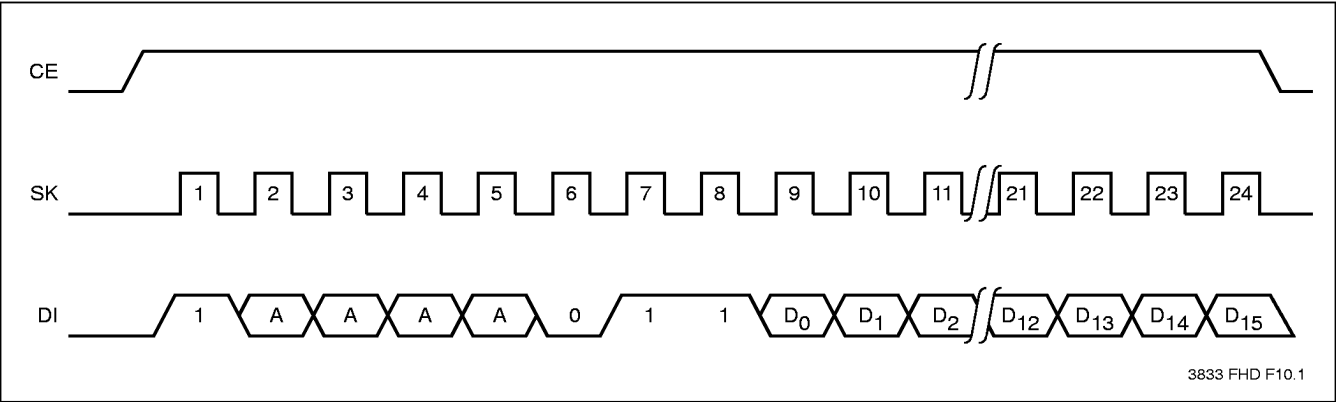 CE
SK 1 2 3 4 5 6 7 8 9 10 11 21 22 23 24
DI 1 A A A A 0 1 1 D0 D1 D2 D12 D13 D14 D15
3833 FHD F10.1